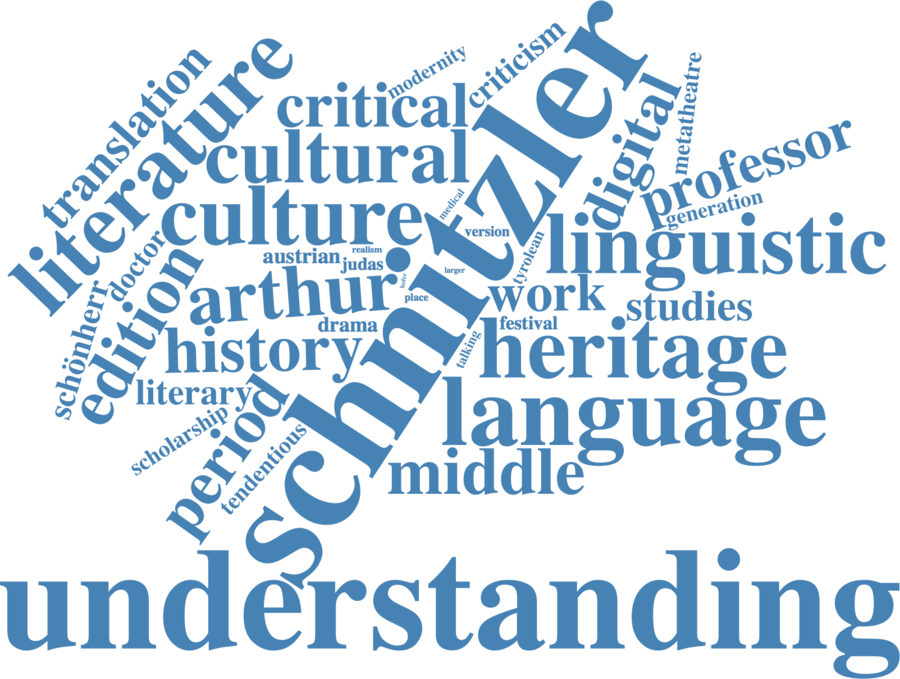 translation
literature
modernity
criticism
critical
cultural
culture
schnitzler
digital
metatheatre
professor
generation
medical
version
linguistic
tyrolean
doctor
austrian
realism
judas
larger
place
arthur
work
studies
schönherr
edition
drama
festival
history
talking
heritage
literary
language
period
scholarship
tendentious
middle
understanding